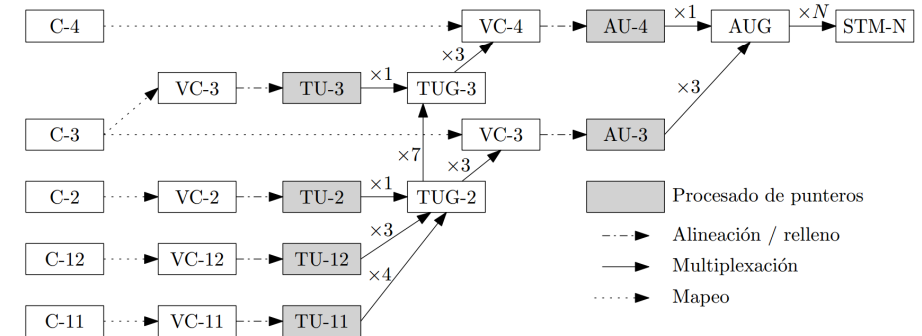 C-4
VC-4
AU-4
×1
AUG
×N
STM-N
×3
VC-3
TU-3
×1
TUG-3
×3
C-3
VC-3
AU-3
×7
×3
C-2
VC-2
TU-2
×1
TUG-2
Procesado de punteros
×3
Alineación / relleno
C-12
VC-12
TU-12
Multiplexación
×4
Mapeo
C-11
VC-11
TU-11